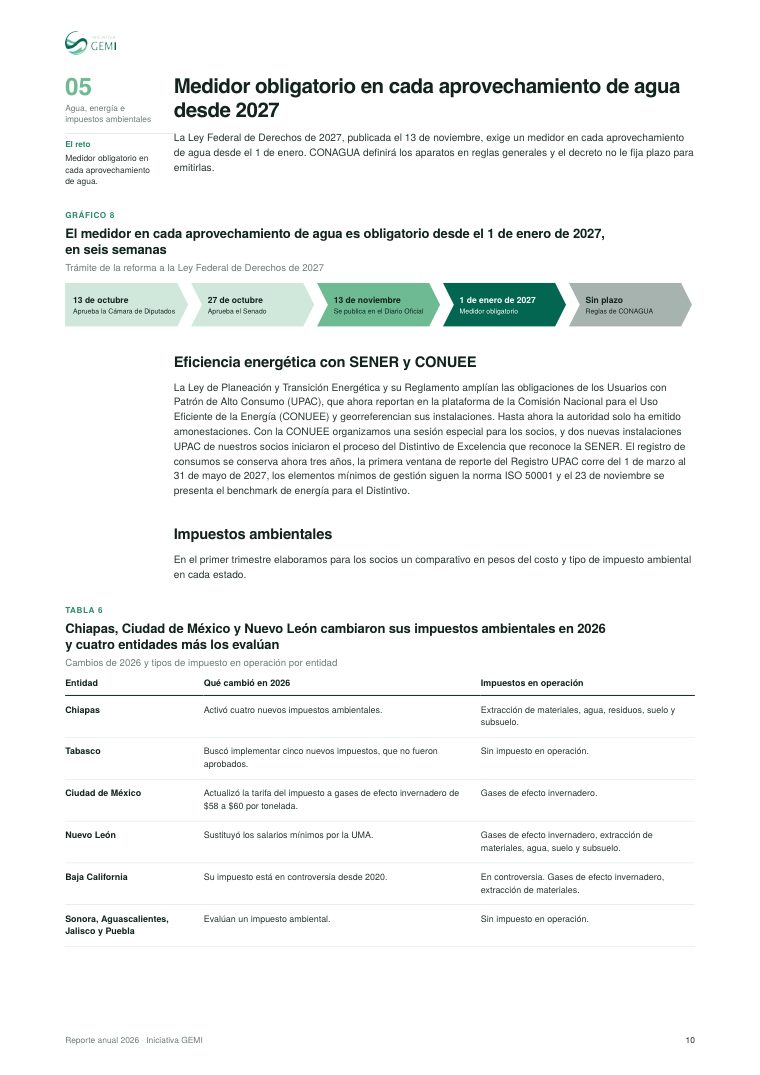 GEMI
05
Agua, energía e
impuestos ambientales
El reto
Medidor obligatorio en
cada aprovechamiento
de agua.
Medidor obligatorio en cada aprovechamiento de agua
desde 2027
La Ley Federal de Derechos de 2027, publicada el 13 de noviembre, exige un medidor en cada aprovechamiento
de agua desde el 1 de enero. CONAGUA definirá los aparatos en reglas generales y el decreto no le fija plazo para
emitirlas.
GRÁFICO 8
El medidor en cada aprovechamiento de agua es obligatorio desde el 1 de enero de 2027,
en seis semanas
Trámite de la reforma a la Ley Federal de Derechos de 2027
13 de octubre
Aprueba la Cámara de Diputados
27 de octubre
Aprueba el Senado
13 de noviembre
Se publica en el Diario Oficial
1 de enero de 2027
Medidor obligatorio
Sin plazo
Reglas de CONAGUA
Eficiencia energética con SENER y CONUEE
La Ley de Planeación y Transición Energética y su Reglamento amplían las obligaciones de los Usuarios con
Patrón de Alto Consumo (UPAC), que ahora reportan en la plataforma de la Comisión Nacional para el Uso
Eficiente de la Energía (CONUEE) y georreferencian sus instalaciones. Hasta ahora la autoridad solo ha emitido
amonestaciones. Con la CONUEE organizamos una sesión especial para los socios, y dos nuevas instalaciones
UPAC de nuestros socios iniciaron el proceso del Distintivo de Excelencia que reconoce la SENER. El registro de
consumos se conserva ahora tres años, la primera ventana de reporte del Registro UPAC corre del 1 de marzo al
31 de mayo de 2027, los elementos mínimos de gestión siguen la norma ISO 50001 y el 23 de noviembre se
presenta el benchmark de energía para el Distintivo.
Impuestos ambientales
En el primer trimestre elaboramos para los socios un comparativo en pesos del costo y tipo de impuesto ambiental
en cada estado.
TABLA 6
Chiapas, Ciudad de México y Nuevo León cambiaron sus impuestos ambientales en 2026
y cuatro entidades más los evalúan
Cambios de 2026 y tipos de impuesto en operación por entidad
Entidad Qué cambió en 2026 Impuestos en operación
Chiapas Activó cuatro nuevos impuestos ambientales. Extracción de materiales, agua, residuos, suelo y
subsuelo.
Tabasco Buscó implementar cinco nuevos impuestos, que no fueron Sin impuesto en operación.
aprobados.
Ciudad de México Actualizó la tarifa del impuesto a gases de efecto invernadero de Gases de efecto invernadero.
$58 a $60 por tonelada.
Nuevo León Sustituyó los salarios mínimos por la UMA. Gases de efecto invernadero, extracción de
materiales, agua, suelo y subsuelo.
Baja California Su impuesto está en controversia desde 2020. En controversia. Gases de efecto invernadero,
extracción de materiales.
Sonora, Aguascalientes, Evalúan un impuesto ambiental. Sin impuesto en operación.
Jalisco y Puebla
Reporte anual 2026 · Iniciativa GEMI 10